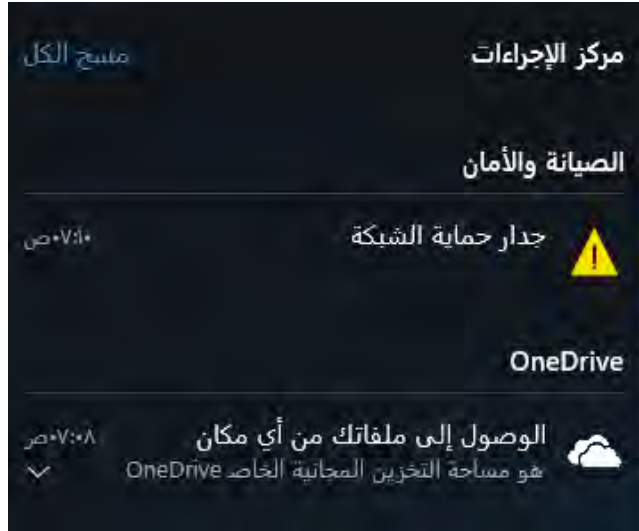 مركز الإجراءات
مسح الكل
الصيانة والأمان
جدار حماية الشبكة
٠٧:١٠ص
OneDrive
الوصول إلى ملفاتك من أي مكان
٠٧:٠٨ص
هو مساحة التخزين المجانية الخاصـ OneDrive